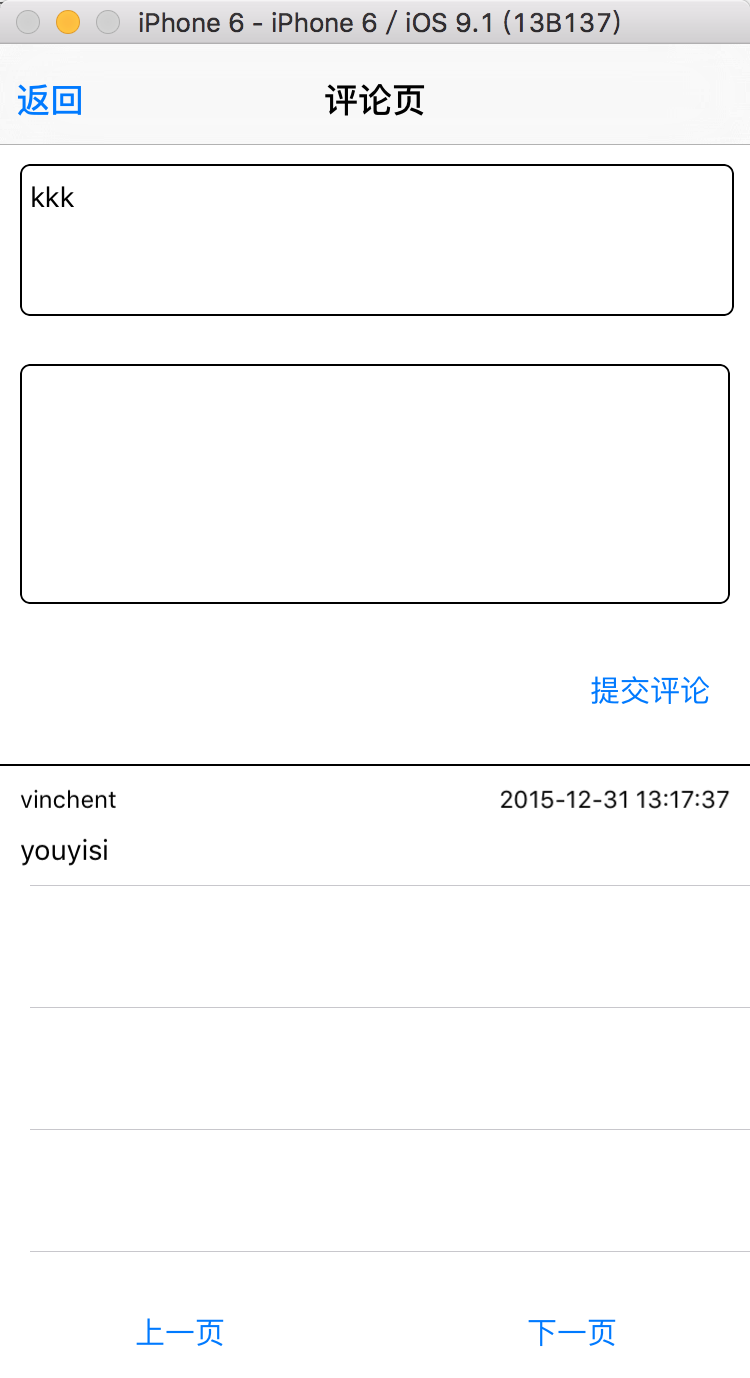 iPhone 6 - iPhone 6 / iOS 9.1 (13B137)
返回 评论页
kkk
提交评论
vinchent 2015-12-31 13:17:37
youyisi
上一页 下一页